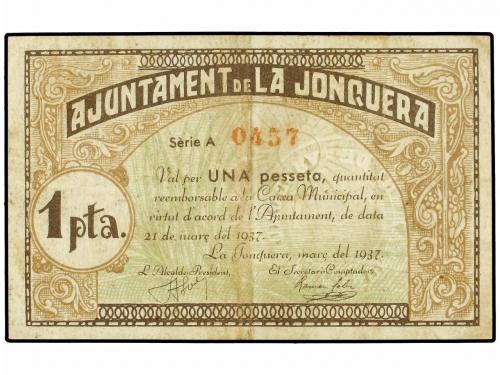 AJUNTAMENT DE LA JONQUERA
Sèrie A 0457
Val per UNA pesseta, quantitat
reemborsable a la Caixa Municipal, en
virtut d'acord de l'Ajuntament, de data
21 de març del 1937.
La Jonquera, març del 1937.
L'Alcalde-President, El Secretari-Comptador,
1 pta.